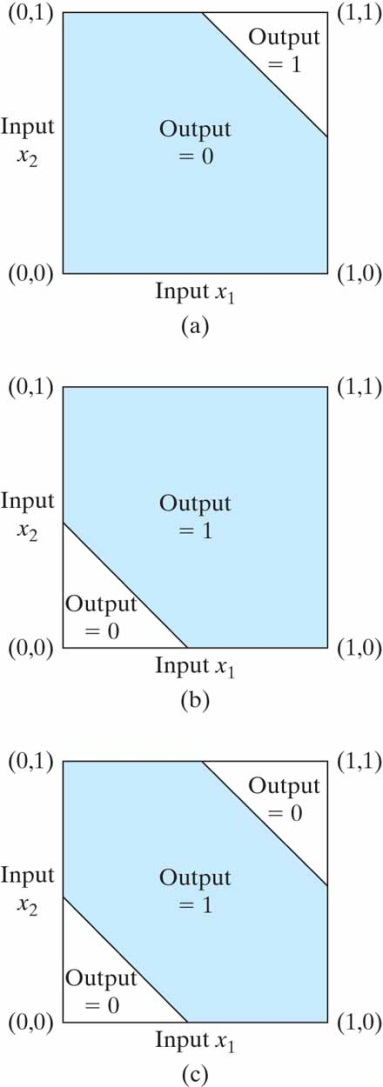 (0,1)
(1,1)
Output
= 1
Input
x2
Output
= 0
(0,0)
(1,0)
Input x1
(a)
(0,1)
(1,1)
Input
x2
Output
= 1
Output
= 0
(0,0)
(1,0)
Input x1
(b)
(0,1)
(1,1)
Output
= 0
Input
x2
Output
= 1
Output
= 0
(0,0)
(1,0)
Input x1
(c)